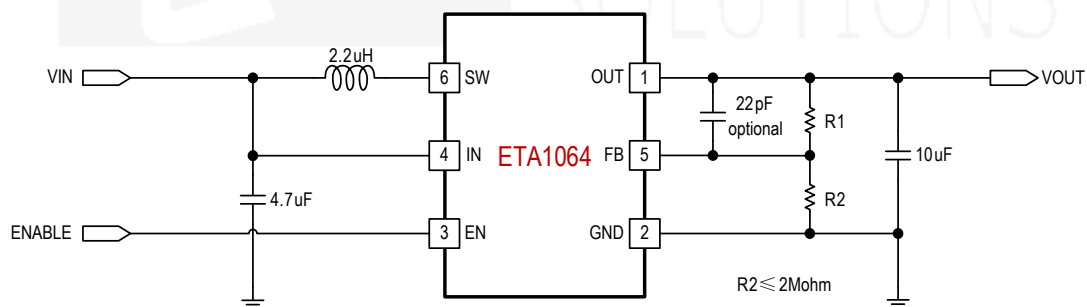 SOLUTIONS
2.2uH
VIN
6 SW
OUT 1
VOUT
22pF
optional
R1
4 IN
ETA1064
FB 5
10uF
4.7uF
R2
ENABLE
3 EN
GND 2
R2≤2Mohm